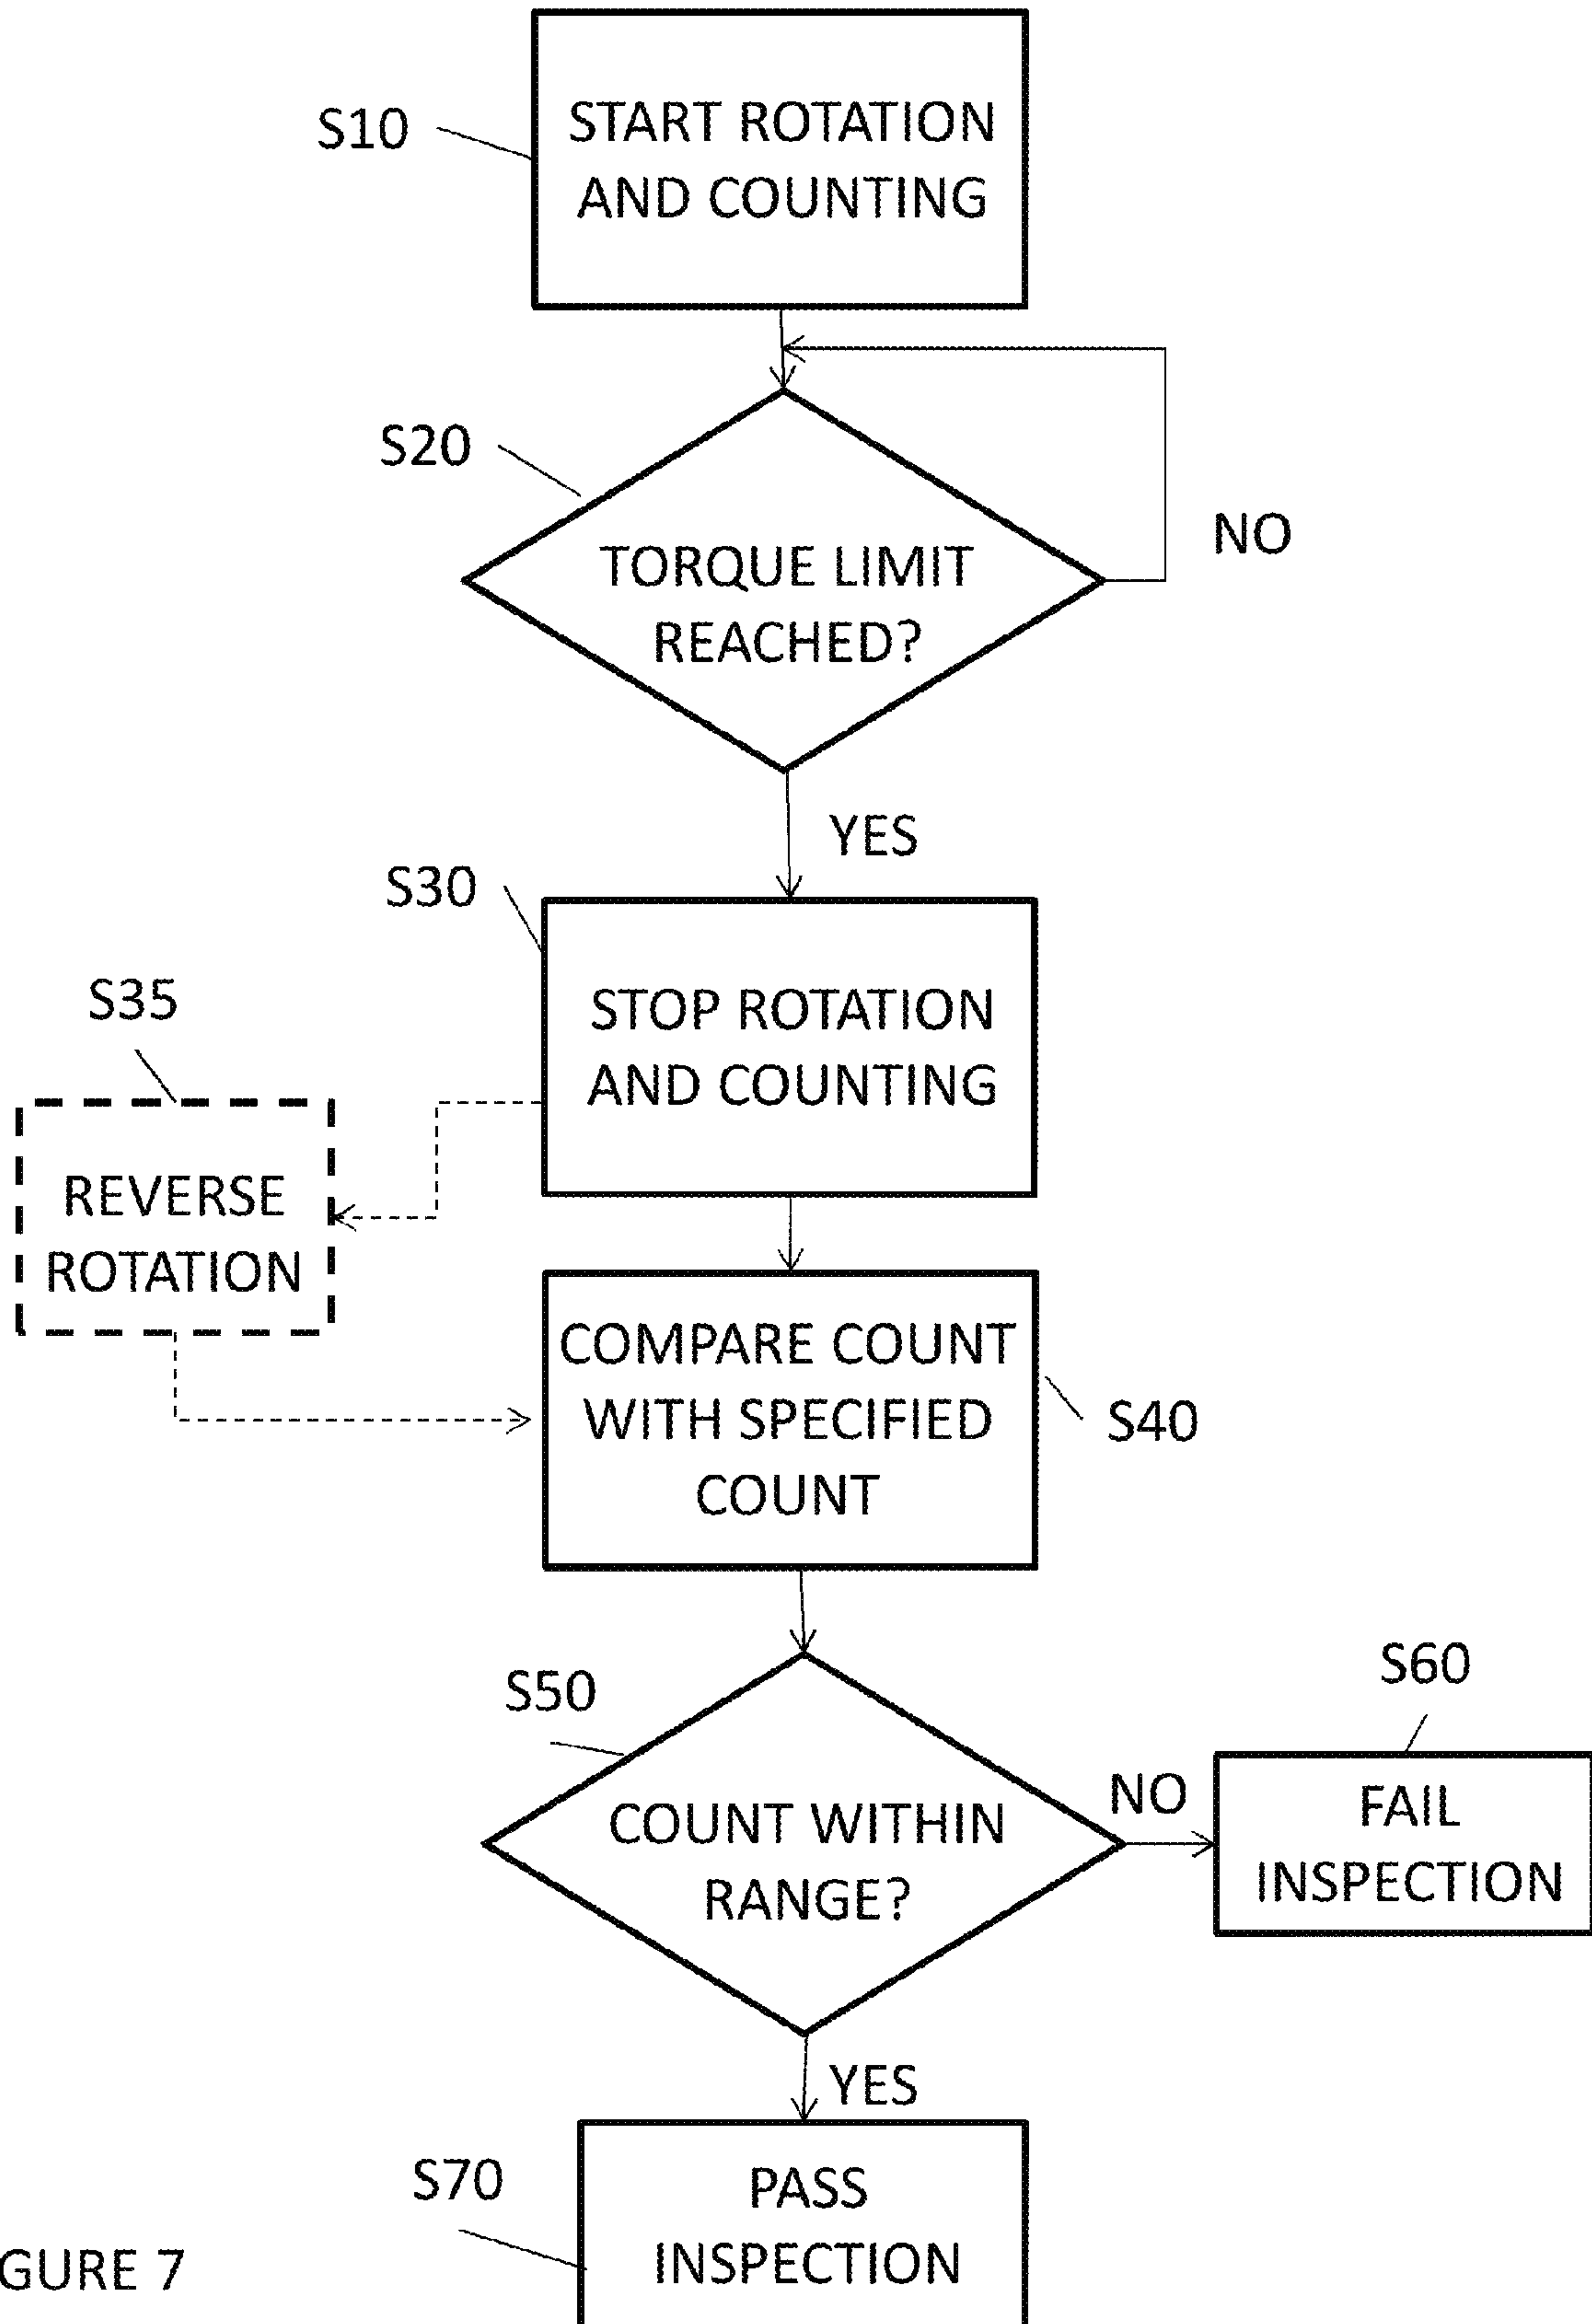 S10
START ROTATION
AND COUNTING
S20
TORQUE LIMIT
REACHED?
NO
YES
S30
STOP ROTATION
AND COUNTING
S35
REVERSE
ROTATION
COMPARE COUNT
WITH SPECIFIED
COUNT
S40
S50
COUNT WITHIN
RANGE?
NO
S60
FAIL
INSPECTION
YES
S70
PASS
INSPECTION
GURE 7